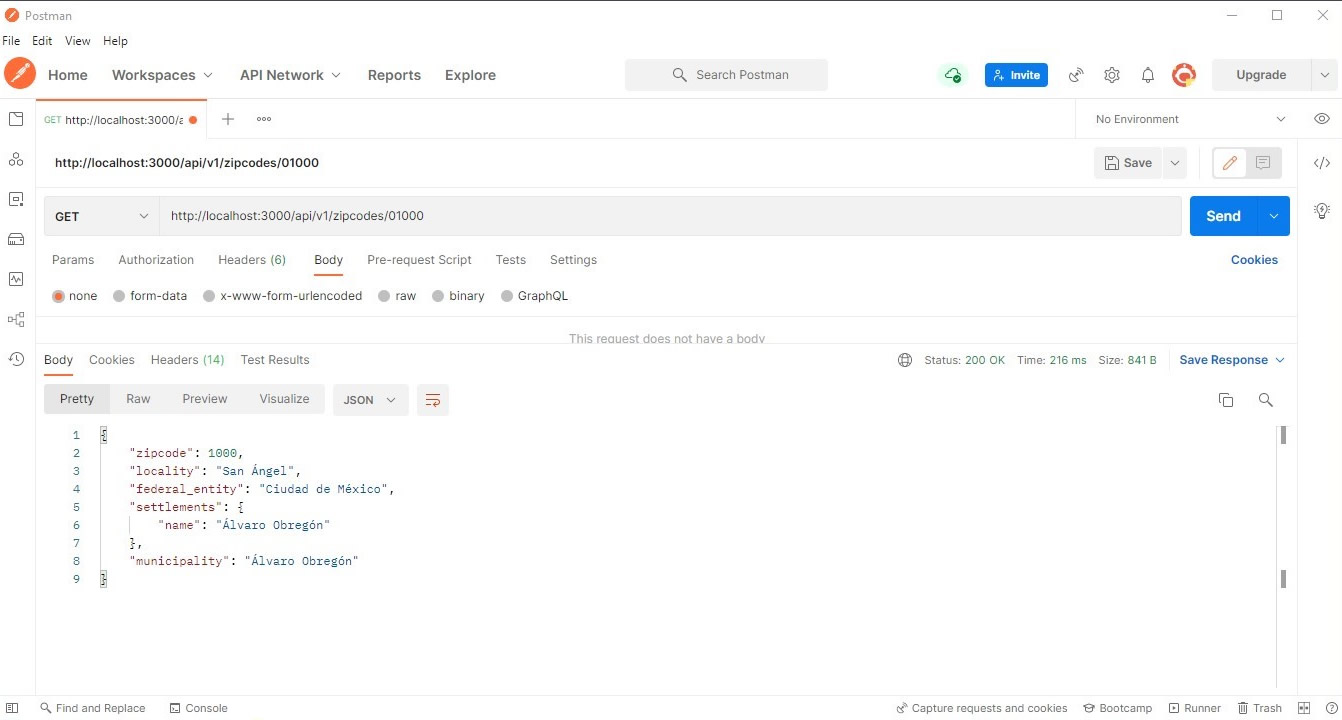 Postman
File Edit View Help
Home Workspaces API Network Reports Explore Search Postman Invite Upgrade
GET http://localhost:3000/a No Environment
http://localhost:3000/api/v1/zipcodes/01000 Save
GET http://localhost:3000/api/v1/zipcodes/01000 Send
Params Authorization Headers (6) Body Pre-request Script Tests Settings Cookies
none form-data x-www-form-urlencoded raw binary GraphQL
This request does not have a body
Body Cookies Headers (14) Test Results Status: 200 OK Time: 216 ms Size: 841 B Save Response
Pretty Raw Preview Visualize JSON
1 {
2 "zipcode": 1000,
3 "locality": "San Ángel",
4 "federal_entity": "Ciudad de México",
5 "settlements": {
6 "name": "Álvaro Obregón"
7 },
8 "municipality": "Álvaro Obregón"
9 }
Find and Replace Console Capture requests and cookies Bootcamp Runner Trash